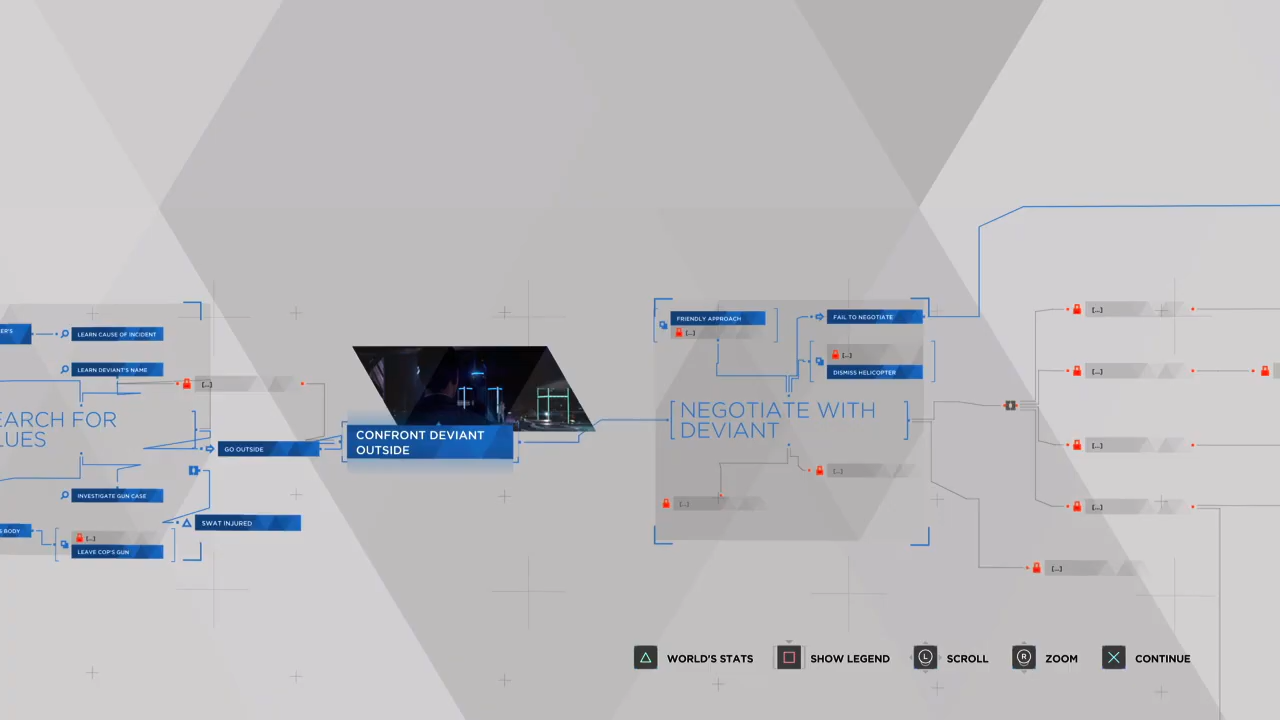 ER'S
LEARN CAUSE OF INCIDENT
LEARN DEVIANT'S NAME
[...]
EARCH FOR
LUES
GO OUTSIDE
INVESTIGATE GUN CASE
SWAT INJURED
S BODY
[...]
LEAVE COP'S GUN
CONFRONT DEVIANT
OUTSIDE
FRIENDLY APPROACH
[...]
FAIL TO NEGOTIATE
[...]
DISMISS HELICOPTER
NEGOTIATE WITH
DEVIANT
[...]
[...]
[...]
[...]
[...]
[...]
[...]
[...]
WORLD'S STATS
SHOW LEGEND
L
SCROLL
R
ZOOM
CONTINUE